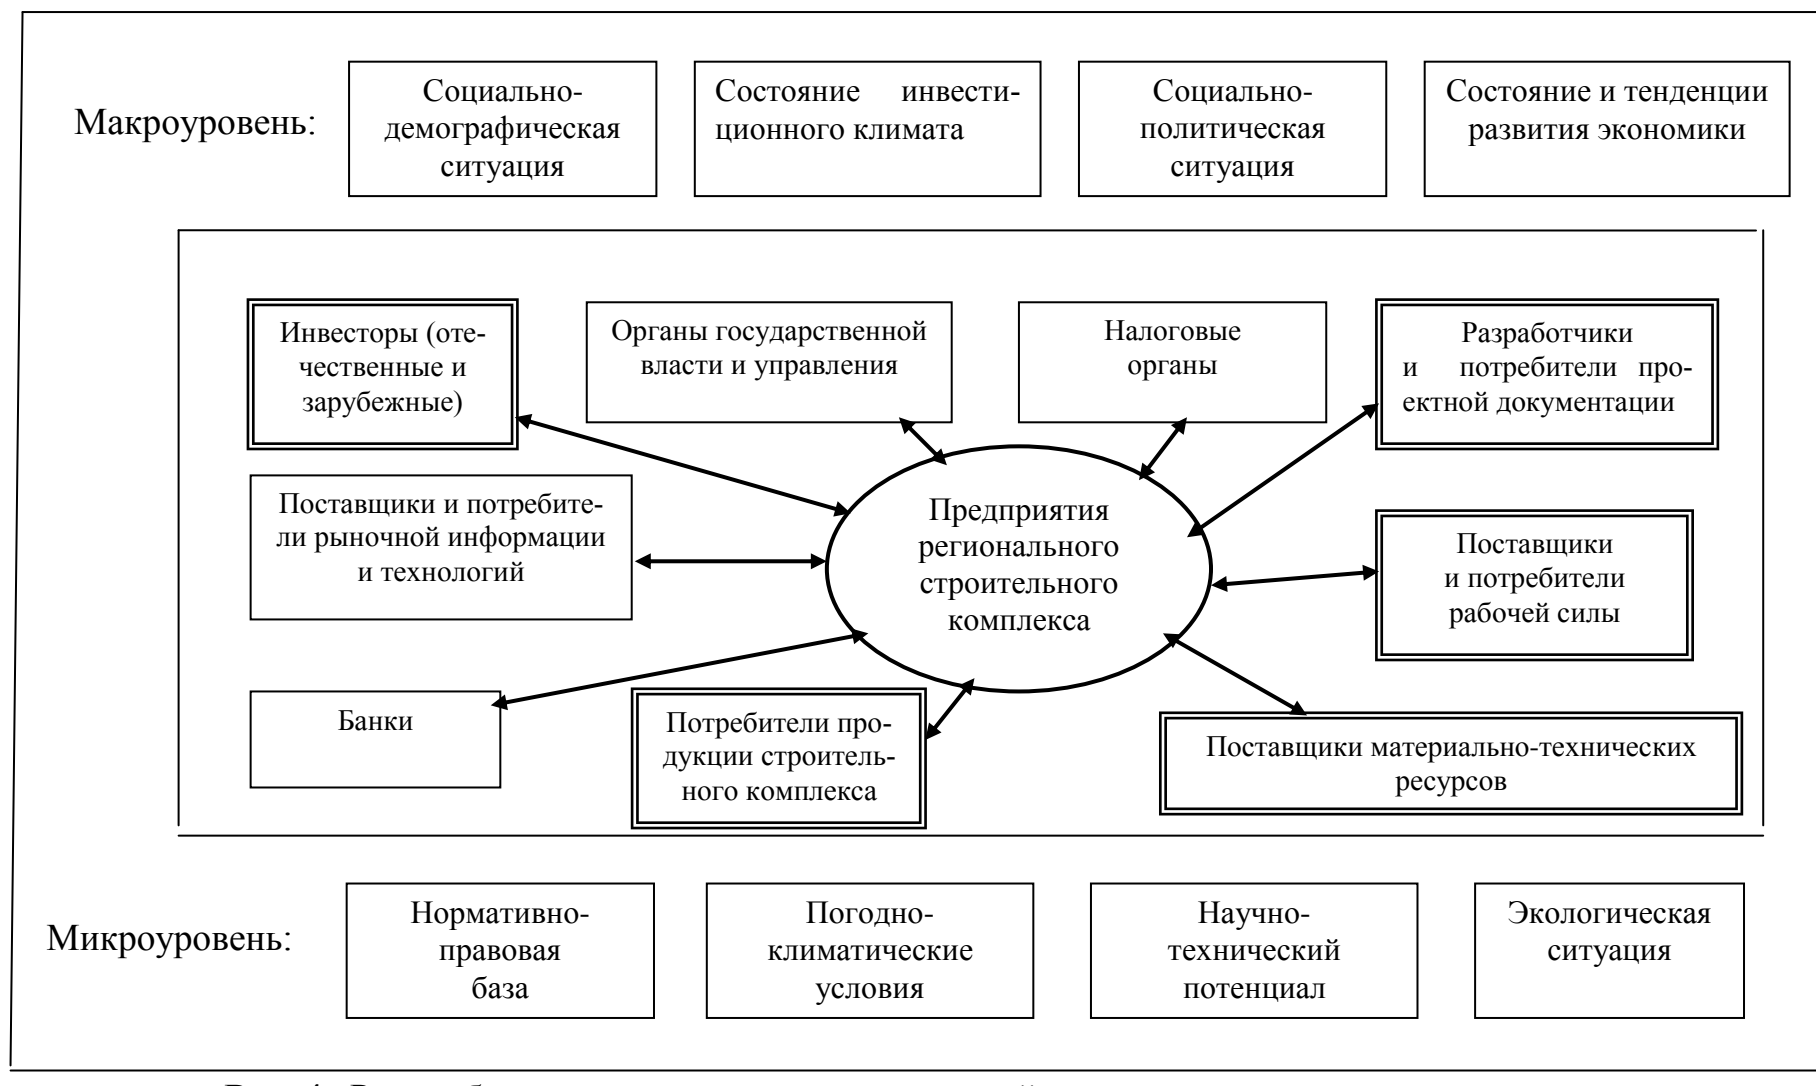 Макроуровень:
Социально-
демографическая
ситуация
Состояние инвести-
ционного климата
Социально-
политическая
ситуация
Состояние и тенденции
развития экономики
Инвесторы (оте-
чественные и
зарубежные)
Органы государственной
власти и управления
Налоговые
органы
Разработчики
и потребители про-
ектной документации
Поставщики и потребите-
ли рыночной информации
и технологий
Предприятия
регионального
строительного
комплекса
Поставщики
и потребители
рабочей силы
Банки
Потребители про-
дукции строитель-
ного комплекса
Поставщики материально-технических
ресурсов
Микроуровень:
Нормативно-
правовая
база
Погодно-
климатические
условия
Научно-
технический
потенциал
Экологическая
ситуация